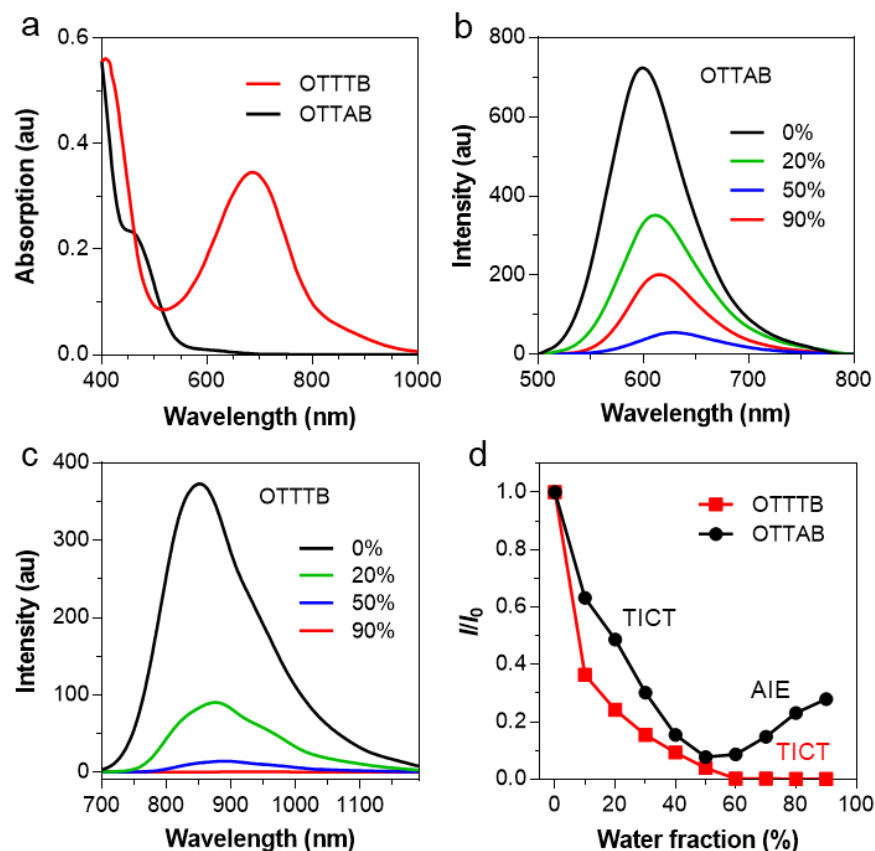 a
0.6
0.4
0.2
0.0
Absorption (au)
OTTTB
OTTAB
400
600
800
1000
Wavelength (nm)
b
800
600
400
200
0
Intensity (au)
OTTAB
0%
20%
50%
90%
500
600
700
800
Wavelength (nm)
c
400
300
200
100
0
Intensity (au)
OTTTB
0%
20%
50%
90%
700
800
900
1000
1100
Wavelength (nm)
d
1.0
0.8
0.6
0.4
0.2
0.0
I/I₀
OTTTB
OTTAB
TICT
AIE
TICT
0
20
40
60
80
100
Water fraction (%)